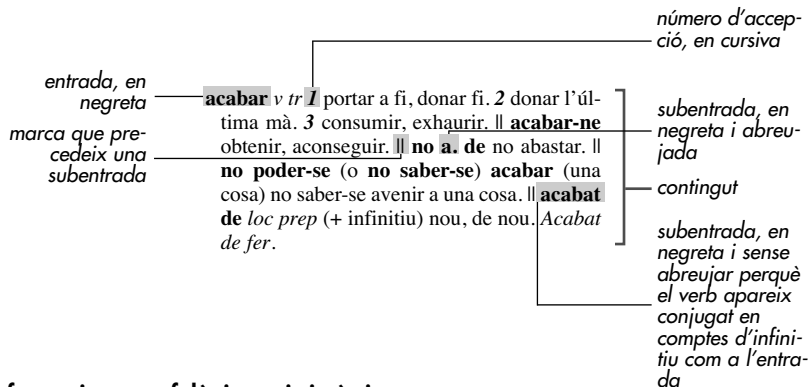 número d'accep-
ció, en cursiva
entrada, en
negreta
marca que pre-
cedeix una
subentrada
acabar v tr 1 portar a fi, donar fi. 2 donar l'úl-
tima mà. 3 consumir, exhaurir. || acabar-ne
obtenir, aconseguir. || no a. de no abastar. ||
no poder-se (o no saber-se) acabar (una
cosa) no saber-se avenir a una cosa. || acabat
de loc prep (+ infinitiu) nou, de nou. Acabat
de fer.
subentrada, en
negreta i abreu-
jada
contingut
subentrada, en
negreta i sense
abreujar perquè
el verb apareix
conjugat en
comptes d'infini-
tiu com a l'entra-
da